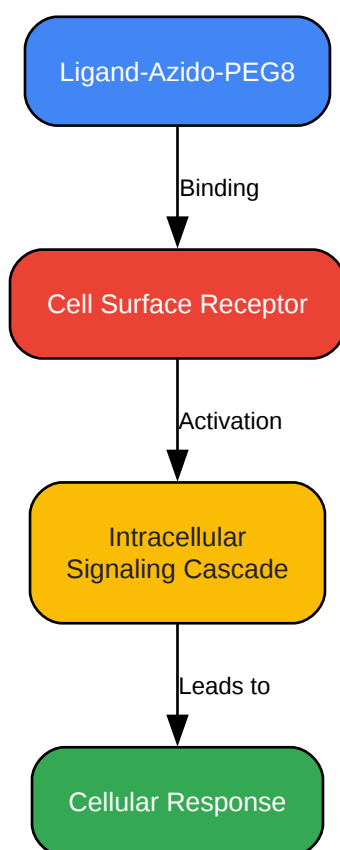 Ligand-Azido-PEG8
Binding
Cell Surface Receptor
Activation
Intracellular
Signaling Cascade
Leads to
Cellular Response